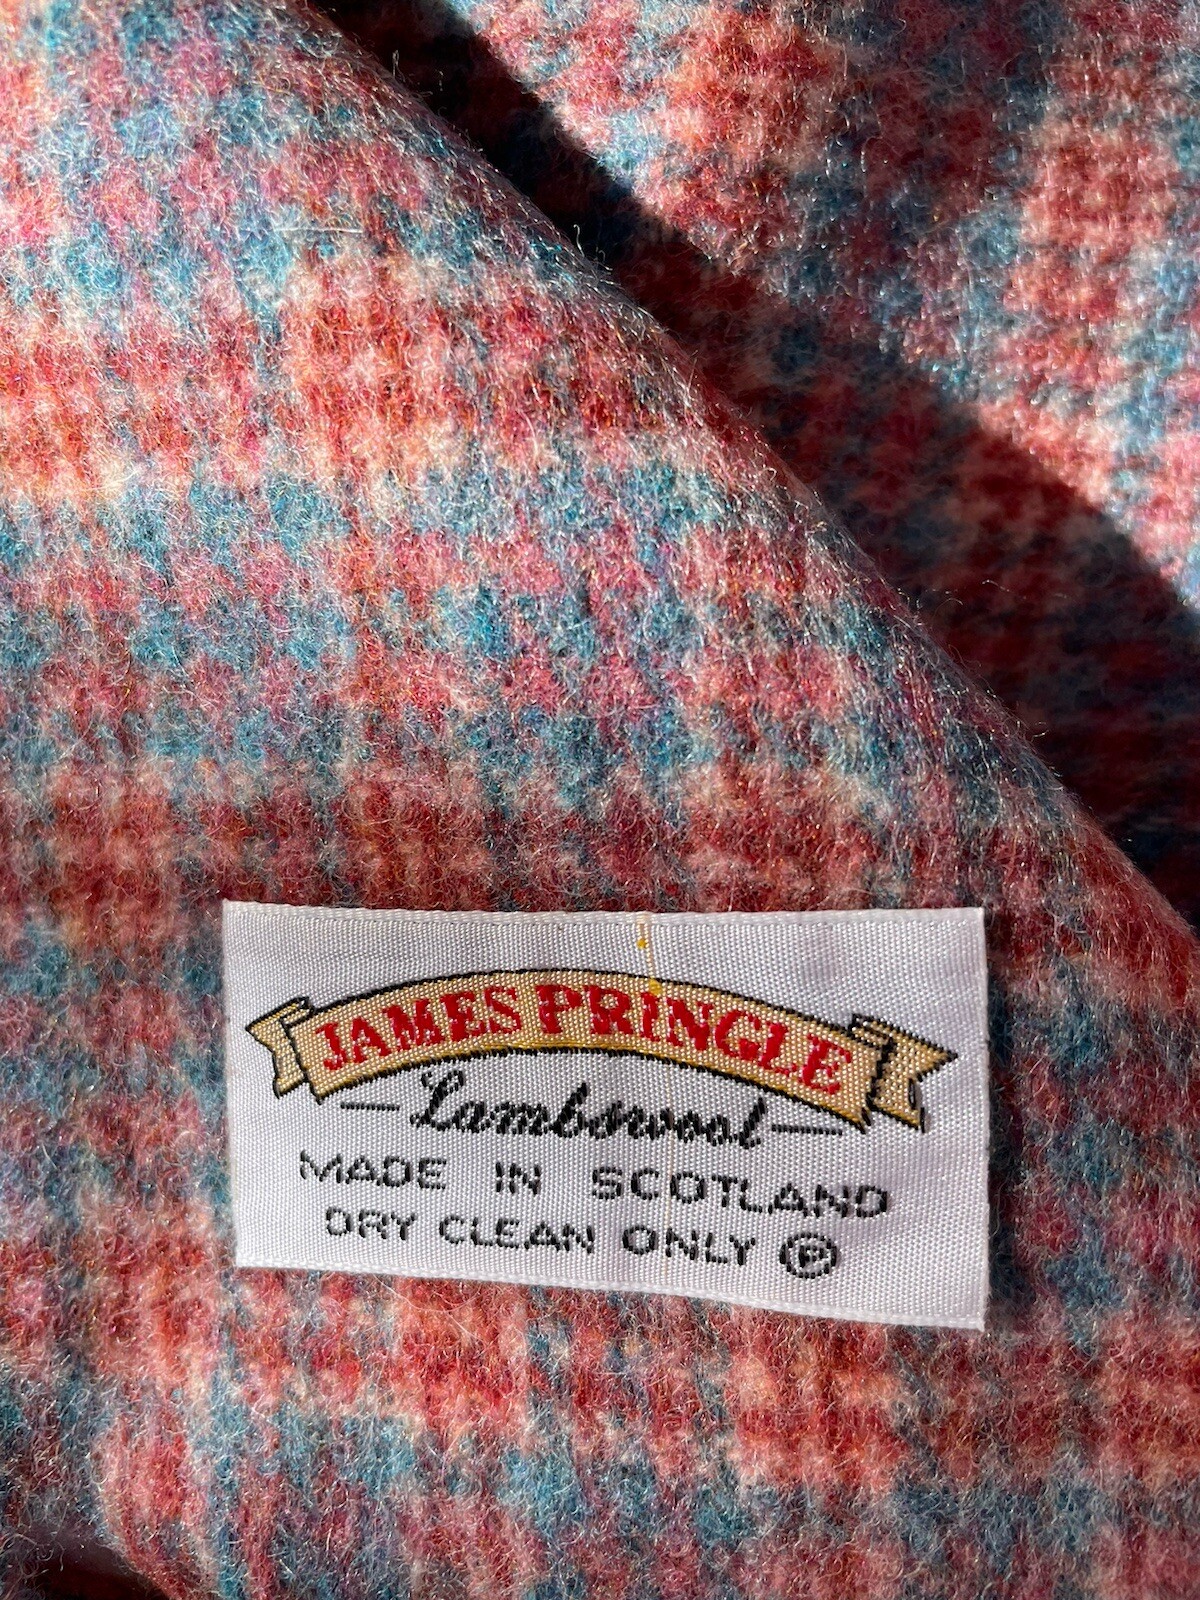 JAMES PRINGLE
Lambswool
MADE IN SCOTLAND
DRY CLEAN ONLY Ⓟ